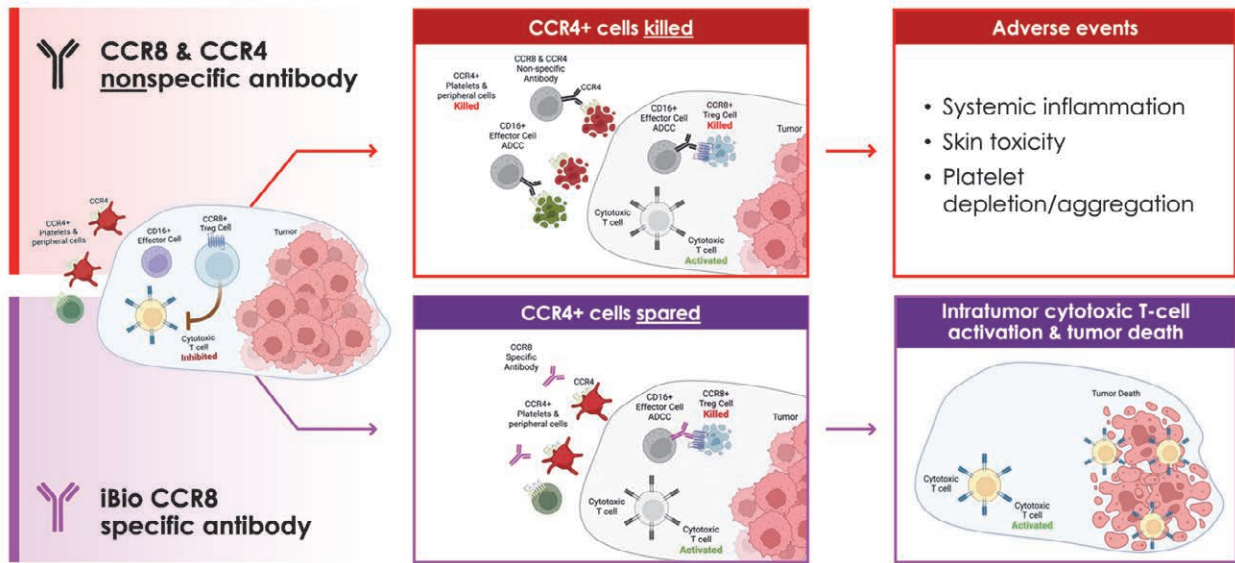 CCR8 & CCR4
nonspecific antibody
CCR4
CCR4+
Platelets &
peripheral cells
CD16+
Effector Cell
CCR8+
Treg Cell
Tumor
Cytotoxic
T cell
Inhibited
iBio CCR8
specific antibody
CCR4+ cells killed
CCR4+
Platelets &
peripheral cells
Killed
CCR8 & CCR4
Non-specific
Antibody
CCR4
CD16+
Effector Cell
ADCC
CD16+
Effector Cell
ADCC
CCR8+
Treg Cell
Killed
Tumor
Cytotoxic
T cell
Cytotoxic
T cell
Activated
Adverse events
• Systemic inflammation
• Skin toxicity
• Platelet
depletion/aggregation
CCR4+ cells spared
CCR8
Specific
Antibody
CCR4
CCR4+
Platelets &
peripheral cells
CD16+
Effector Cell
ADCC
CCR8+
Treg Cell
Killed
Tumor
Cytotoxic
T cell
Cytotoxic
T cell
Activated
Intratumor cytotoxic T-cell
activation & tumor death
Tumor Death
Cytotoxic
T cell
Cytotoxic
T cell
Activated